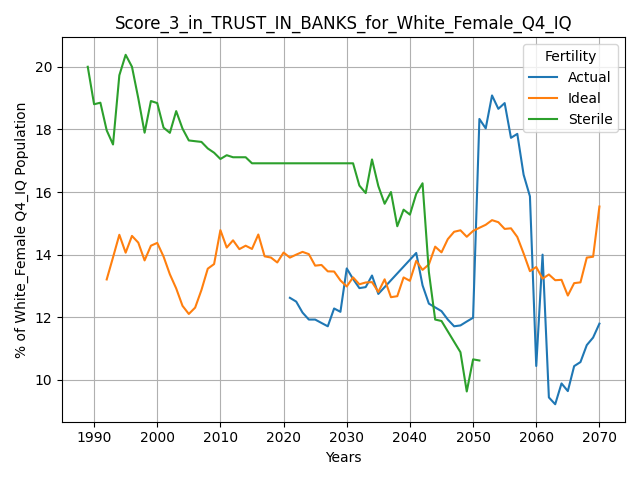 Score_3_in_TRUST_IN_BANKS_for_White_Female_Q4_IQ
Fertility
Actual
Ideal
Sterile
% of White_Female Q4_IQ Population
20
18
16
14
12
10
1990 2000 2010 2020 2030 2040 2050 2060 2070
Years